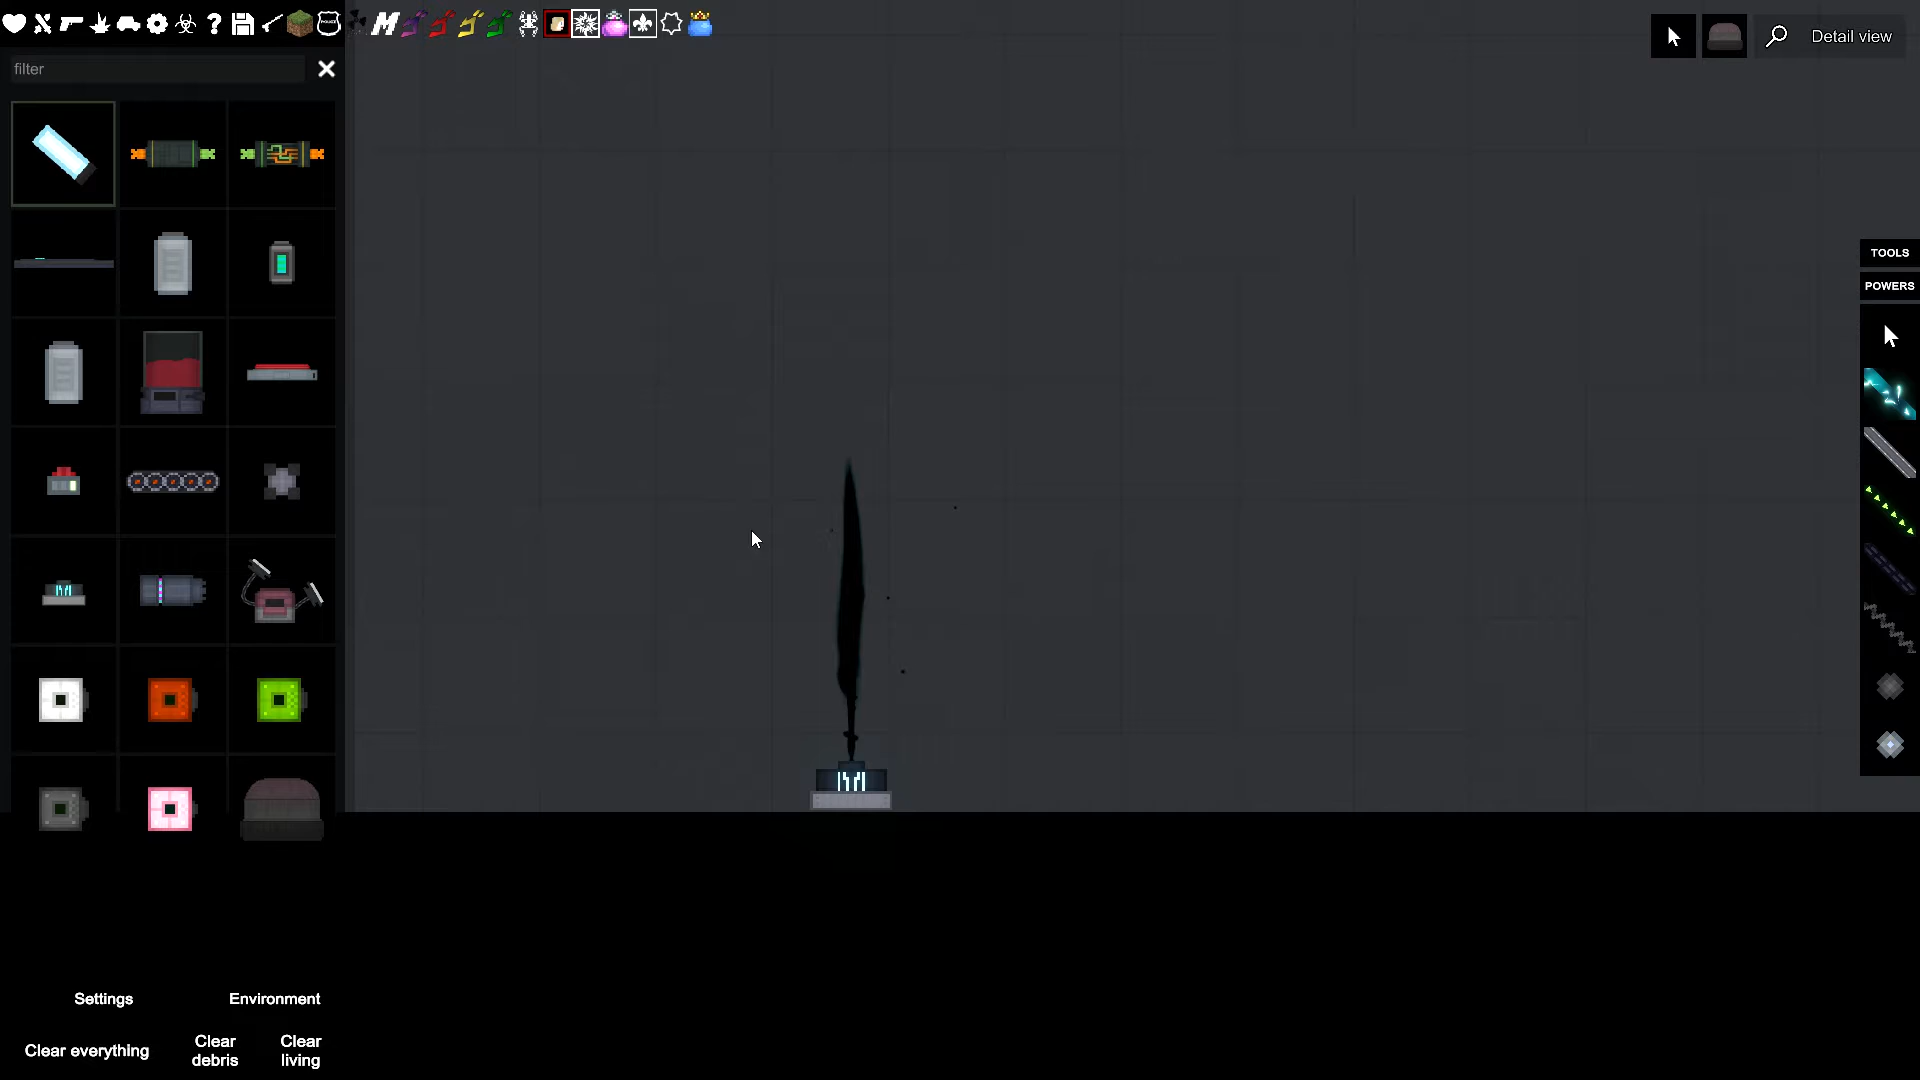 filter
Detail view
TOOLS
POWERS
Settings
Environment
Clear everything
Clear
debris
Clear
living